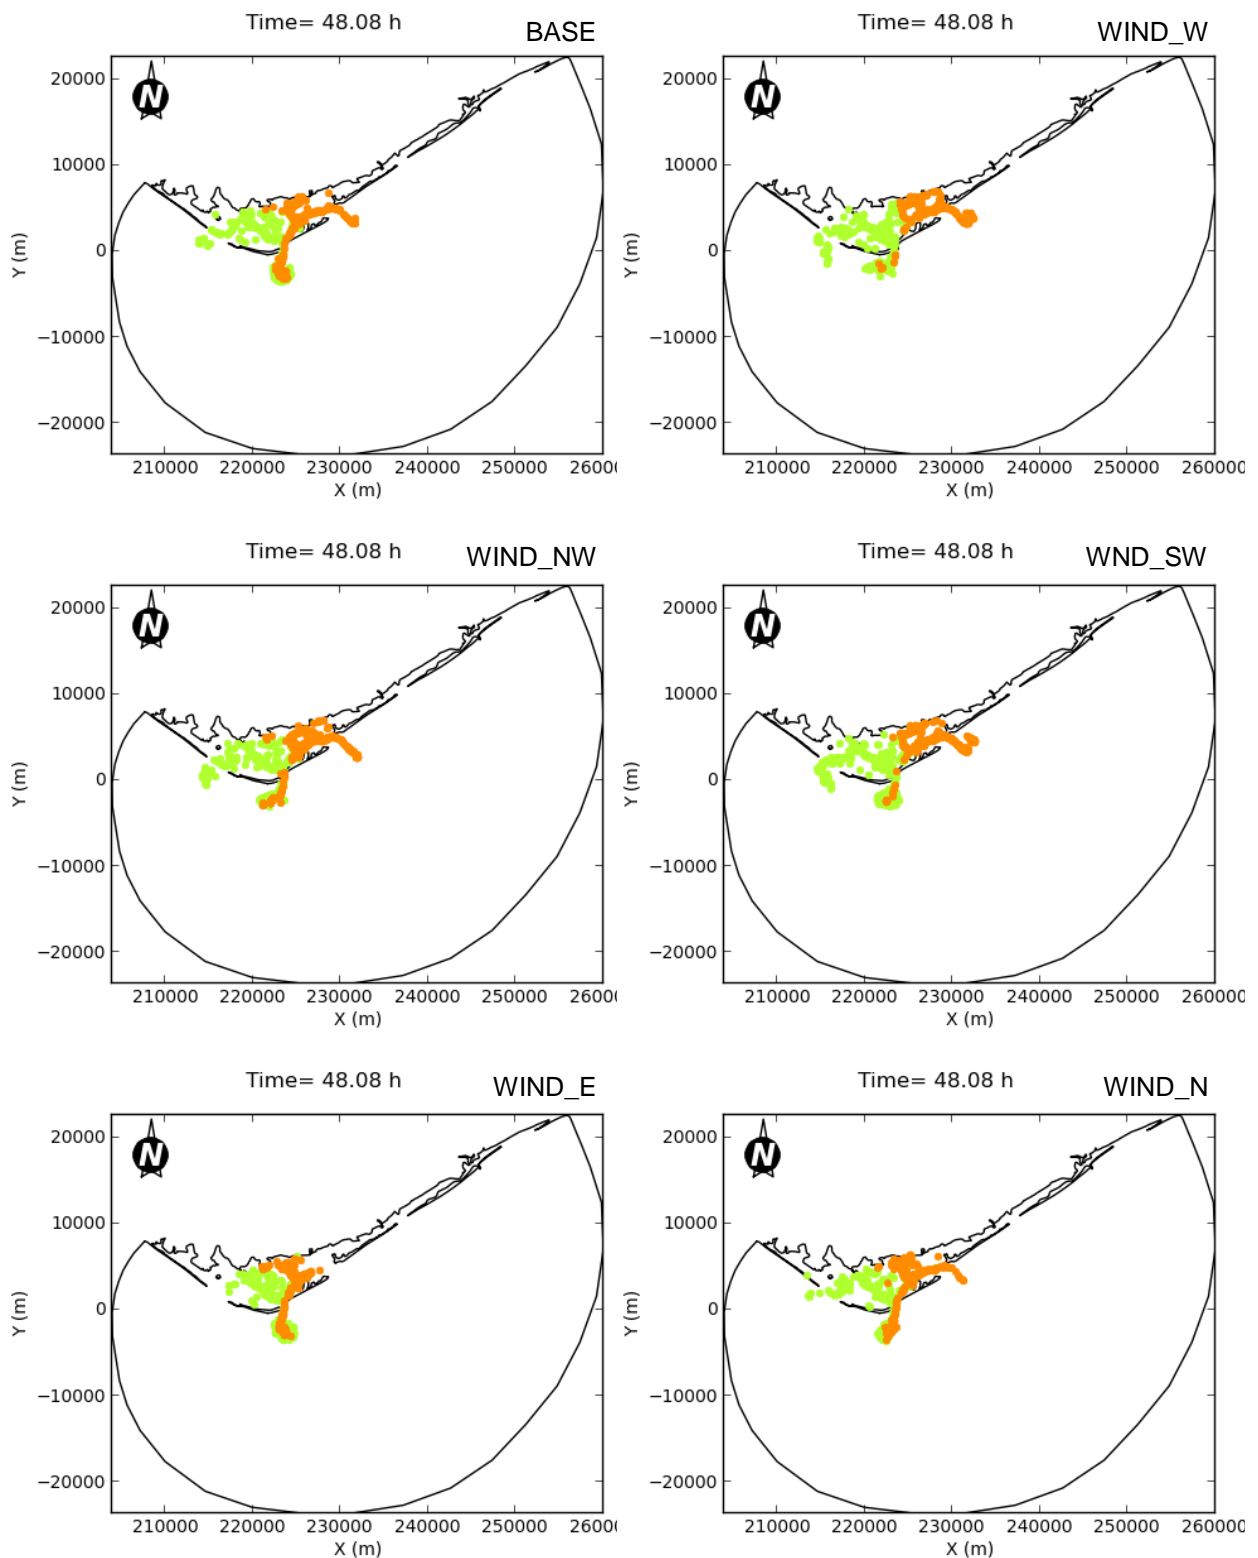 Time= 48.08 h BASE
N
20000
10000
0
−10000
−20000
Y (m)
210000 220000 230000 240000 250000 26000
X (m)
Time= 48.08 h WIND_W
N
20000
10000
0
−10000
−20000
Y (m)
210000 220000 230000 240000 250000 260000
X (m)
Time= 48.08 h WIND_NW
N
20000
10000
0
−10000
−20000
Y (m)
210000 220000 230000 240000 250000 26000
X (m)
Time= 48.08 h WND_SW
N
20000
10000
0
−10000
−20000
Y (m)
210000 220000 230000 240000 250000 260000
X (m)
Time= 48.08 h WIND_E
N
20000
10000
0
−10000
−20000
Y (m)
210000 220000 230000 240000 250000 26000
X (m)
Time= 48.08 h WIND_N
N
20000
10000
0
−10000
−20000
Y (m)
210000 220000 230000 240000 250000 260000
X (m)